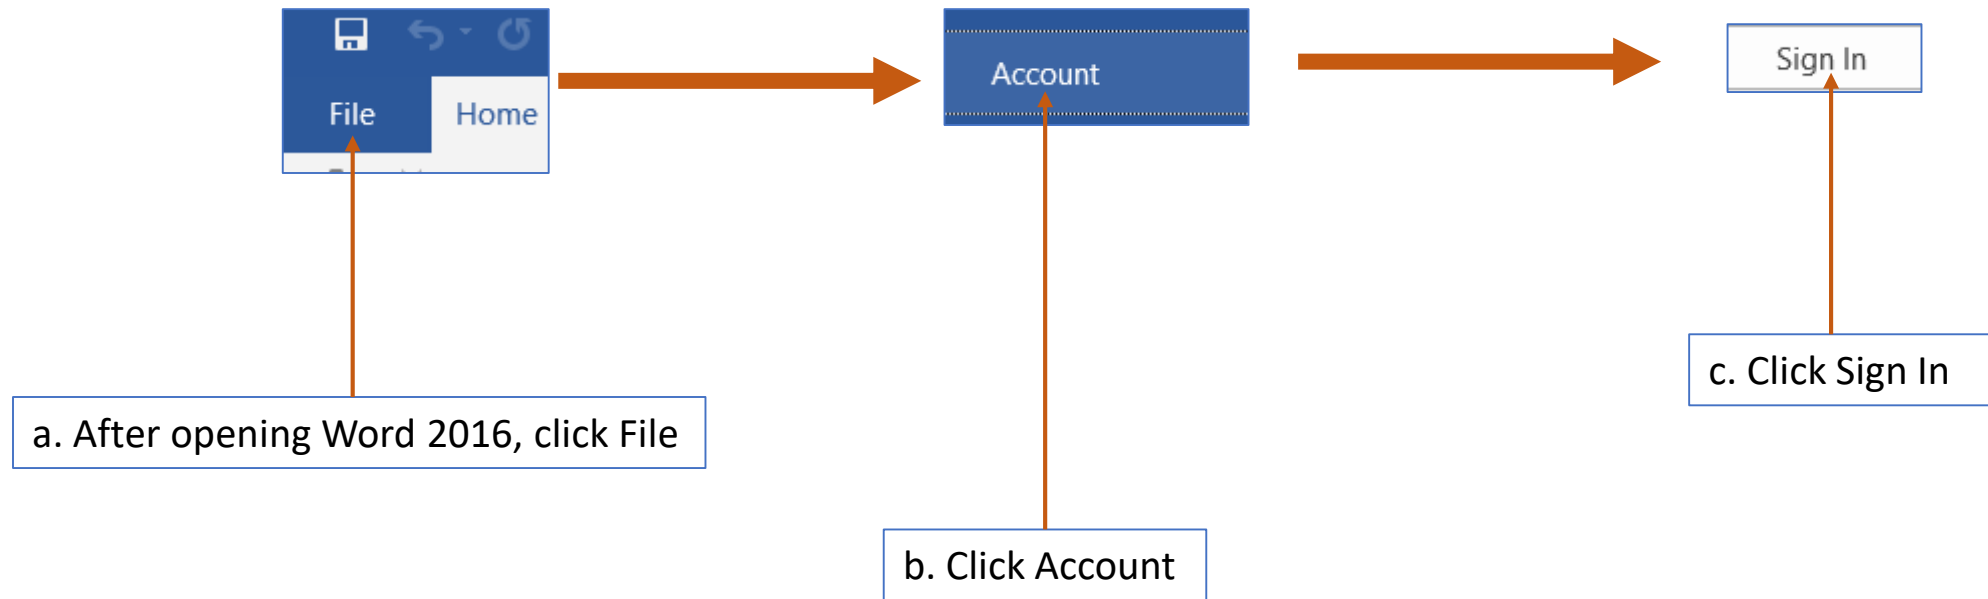 File
Home
Account
Sign In
a. After opening Word 2016, click File
b. Click Account
c. Click Sign In